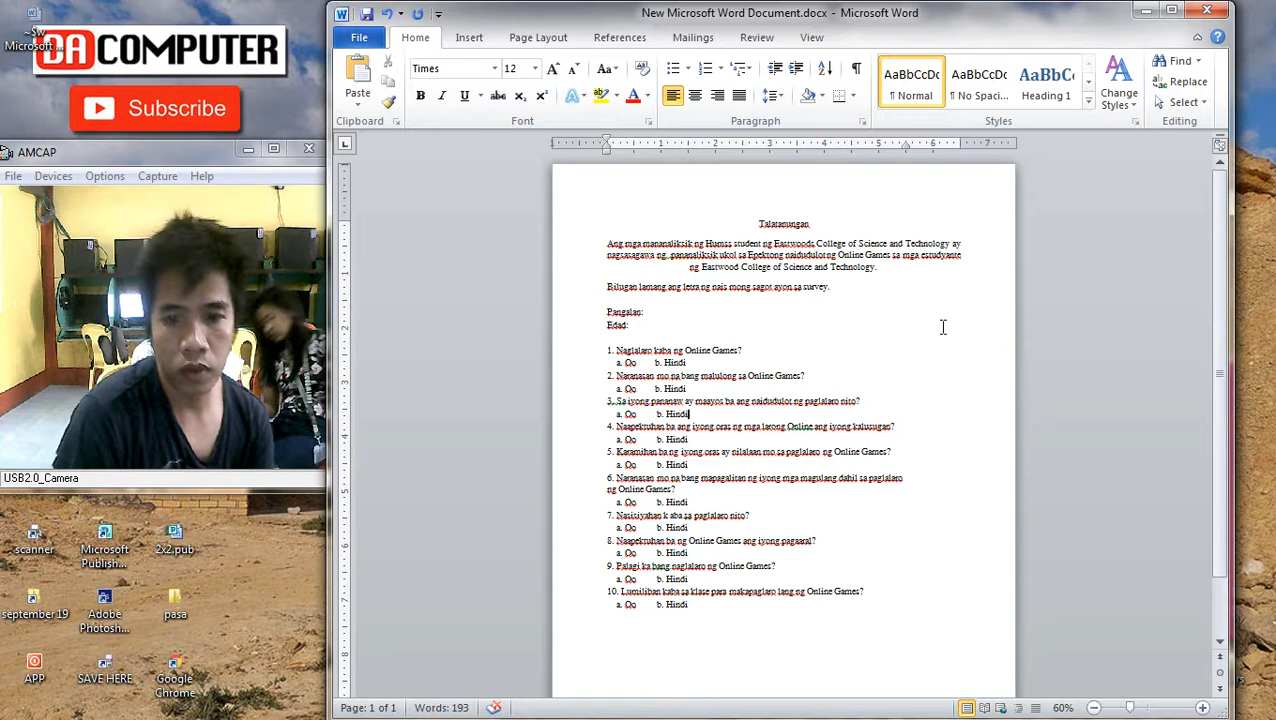 ~$w
Microsoft ...
DACOMPUTER
Subscribe
AMCAP
File Devices Options Capture Help
USB2.0_Camera
scanner
Microsoft
Publish...
2x2.pub
september 19
Adobe
Photosh...
pasa
APP
SAVE HERE
Google
Chrome
New Microsoft Word Document.docx - Microsoft Word
File Home Insert Page Layout References Mailings Review View
Times 12
Paste
Clipboard
Font
Paragraph
AaBbCcDc
¶ Normal
AaBbCcDc
¶ No Spaci...
AaBbCc
Heading 1
Change
Styles
Styles
Find
Replace
Select
Editing
Talatanungan
Ang mga mananaliksik ng Humss student ng Eastwoods College of Science and Technology ay
nagsasagawa ng pananaliksik ukol sa Epektong naidudulot ng Online Games sa mga estudyante
ng Eastwood College of Science and Technology.
Bilugan lamang ang letra ng nais mong sagot ayon sa survey.
Pangalan:
Edad:
1. Naglalaro kaba ng Online Games?
a. Oo b. Hindi
2. Naranasan mo na bang malulong sa Online Games?
a. Oo b. Hindi
3. Sa iyong pananaw ay maayos ba ang naidudulot ng paglalaro nito?
a. Oo b. Hindi
4. Naapektuhan ba ang iyong oras ng mga larong Online ang iyong kalusugan?
a. Oo b. Hindi
5. Karamihan ba ng iyong oras ay nilalaan mo sa paglalaro ng Online Games?
a. Oo b. Hindi
6. Naranasan mo na bang mapagalitan ng iyong mga magulang dahil sa paglalaro
ng Online Games?
a. Oo b. Hindi
7. Nasisiyahan k aba sa paglalaro nito?
a. Oo b. Hindi
8. Naapektuhan ba ng Online Games ang iyong pagaaral?
a. Oo b. Hindi
9. Palagi ka bang naglalaro ng Online Games?
a. Oo b. Hindi
10. Lumiliban kaba sa klase para makapaglaro lang ng Online Games?
a. Oo b. Hindi
Page: 1 of 1 Words: 193 60%